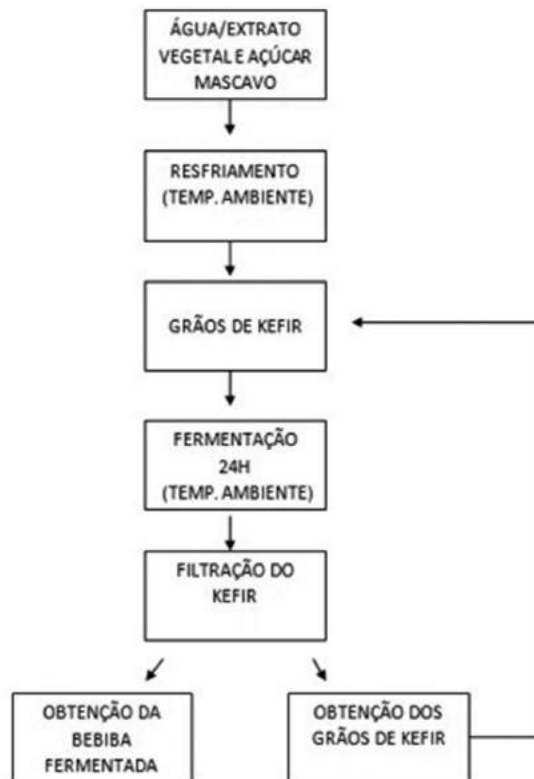 ÁGUA/EXTRATO
VEGETAL E AÇÚCAR
MASCAVO
RESFRIAMENTO
(TEMP. AMBIENTE)
GRÃOS DE KEFIR
FERMENTAÇÃO
24H
(TEMP. AMBIENTE)
FILTRAÇÃO DO
KEFIR
OBTENÇÃO DA
BEBIBA
FERMENTADA
OBTENÇÃO DOS
GRÃOS DE KEFIR